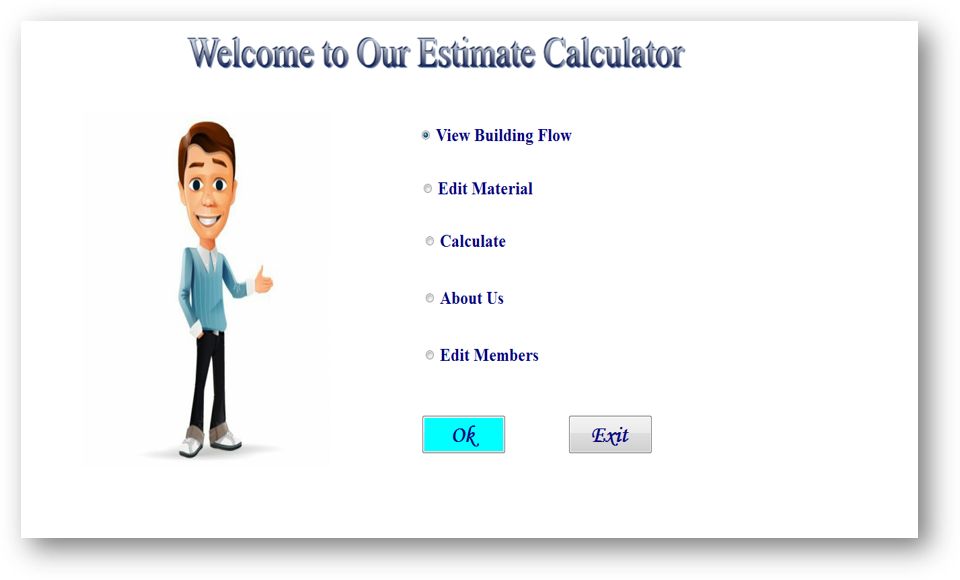 Welcome to Our Estimate Calculator
View Building Flow
Edit Material
Calculate
About Us
Edit Members
Ok
Exit